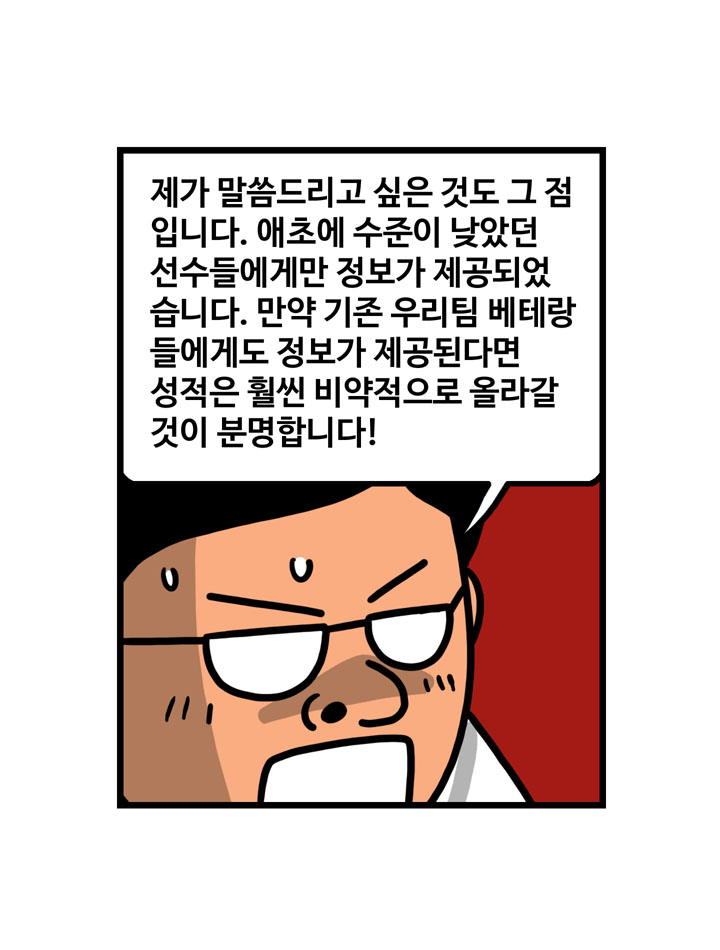 제가 말씀드리고 싶은 것도 그 점
입니다. 애초에 수준이 낮았던
선수들에게만 정보가 제공되었
습니다. 만약 기존 우리팀 베테랑
들에게도 정보가 제공된다면
성적은 훨씬 비약적으로 올라갈
것이 분명합니다!